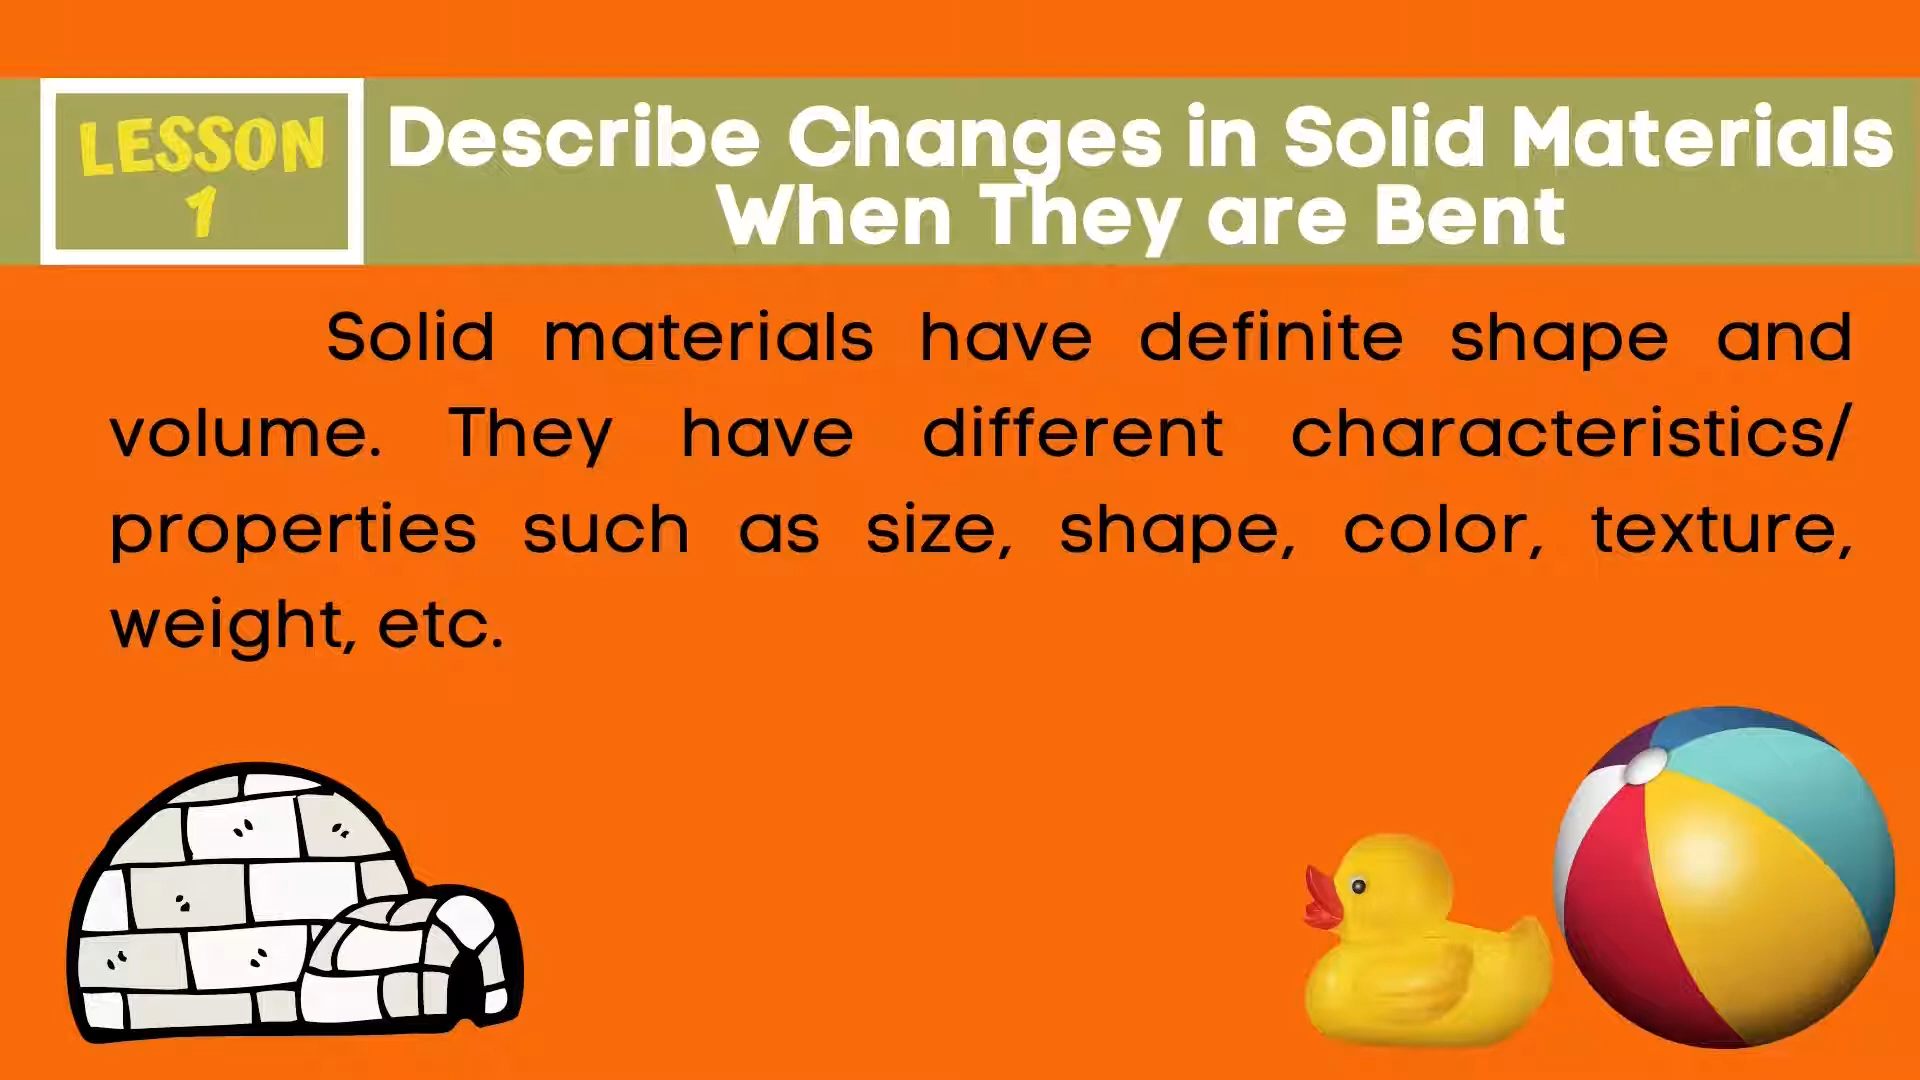 LESSON
1
Describe Changes in Solid Materials
When They are Bent
Solid materials have definite shape and
volume. They have different characteristics/
properties such as size, shape, color, texture,
weight, etc.